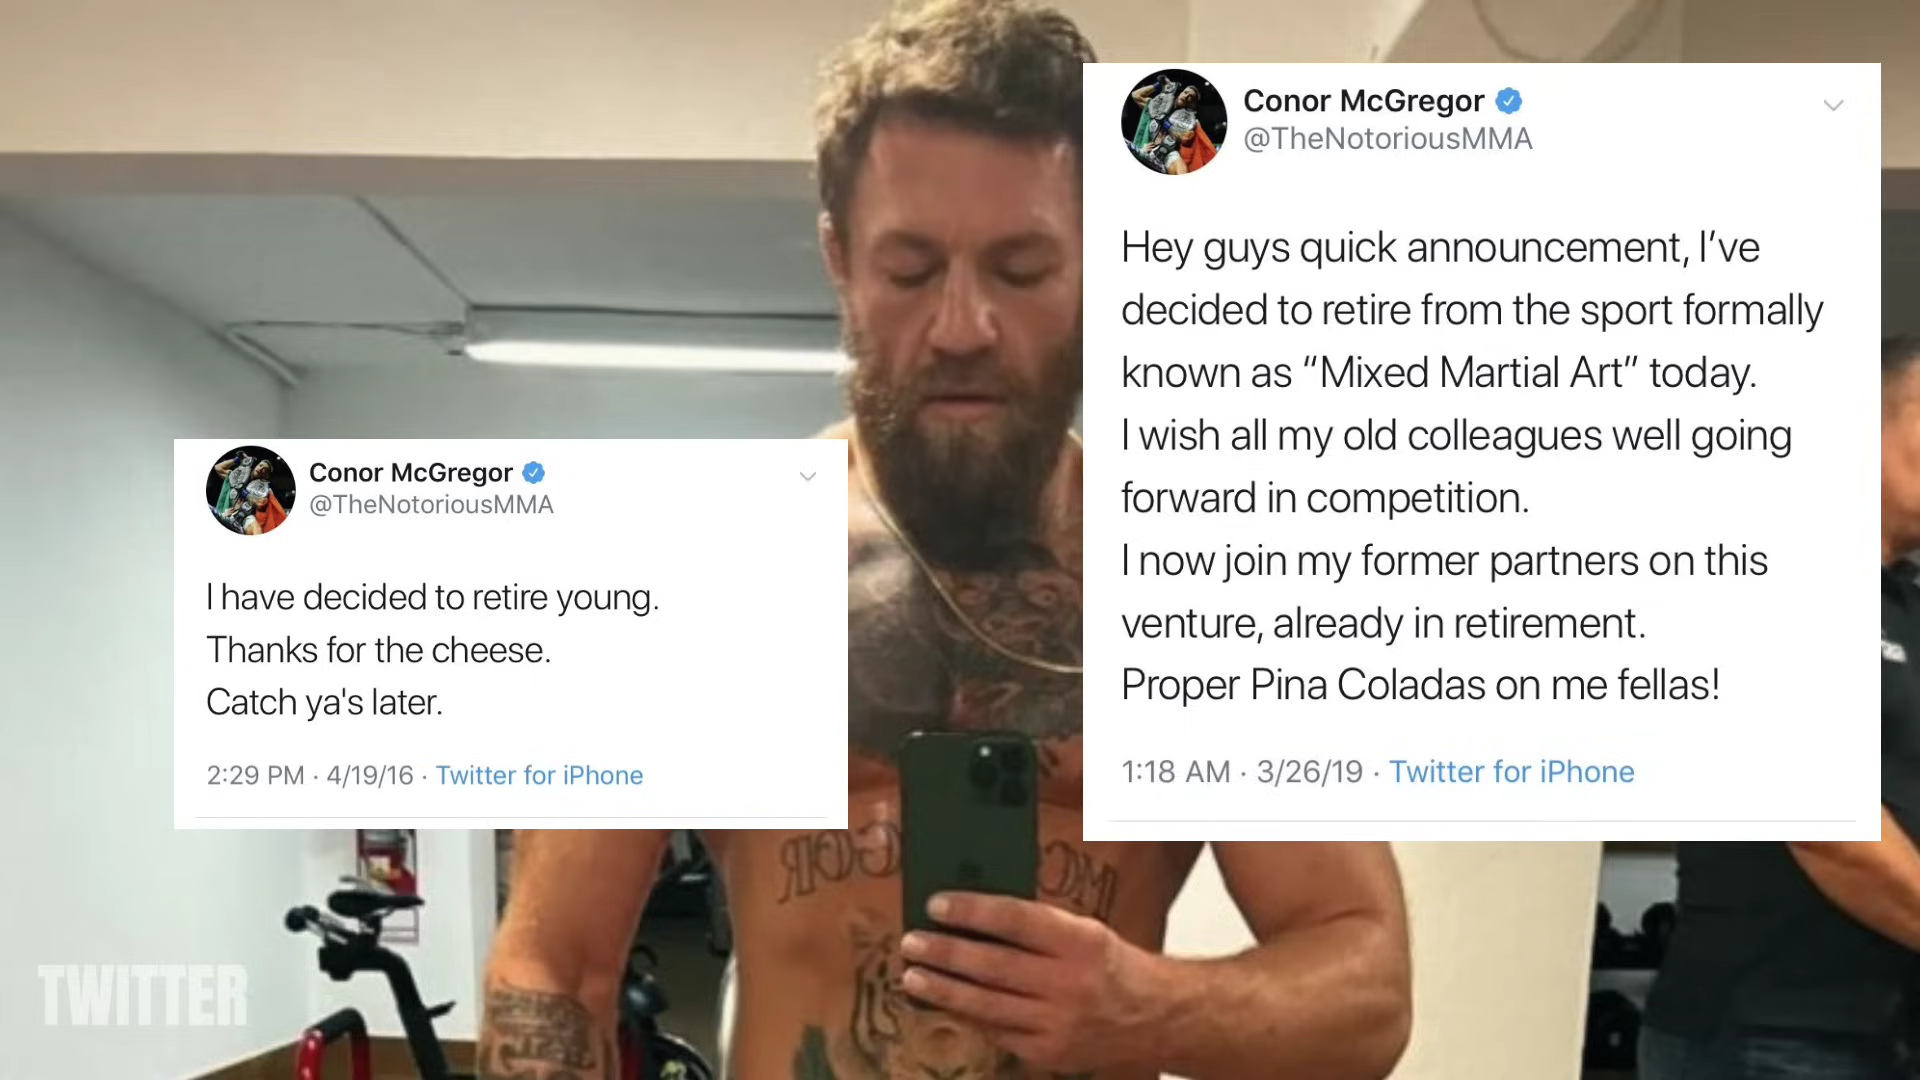 Conor McGregor
@TheNotoriousMMA
I have decided to retire young.
Thanks for the cheese.
Catch ya's later.
2:29 PM · 4/19/16 · Twitter for iPhone
Conor McGregor
@TheNotoriousMMA
Hey guys quick announcement, I’ve
decided to retire from the sport formally
known as “Mixed Martial Art” today.
I wish all my old colleagues well going
forward in competition.
I now join my former partners on this
venture, already in retirement.
Proper Pina Coladas on me fellas!
1:18 AM · 3/26/19 · Twitter for iPhone
MCGREGOR
TWITTER